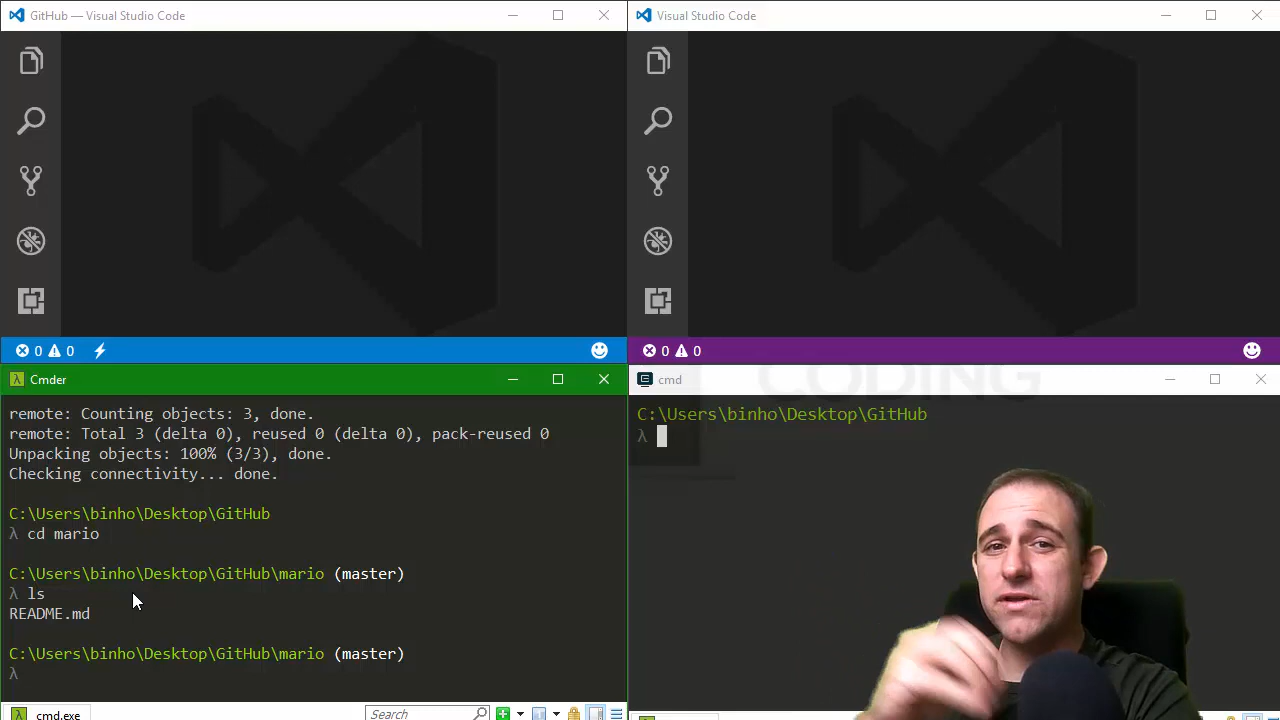 GitHub — Visual Studio Code
Visual Studio Code
0 0
0 0
Cmder
remote: Counting objects: 3, done.
remote: Total 3 (delta 0), reused 0 (delta 0), pack-reused 0
Unpacking objects: 100% (3/3), done.
Checking connectivity... done.
C:\Users\binho\Desktop\GitHub
λ cd mario
C:\Users\binho\Desktop\GitHub\mario (master)
λ ls
README.md
C:\Users\binho\Desktop\GitHub\mario (master)
λ
cmd.exe
Search
cmd
CODING
C:\Users\binho\Desktop\GitHub
λ